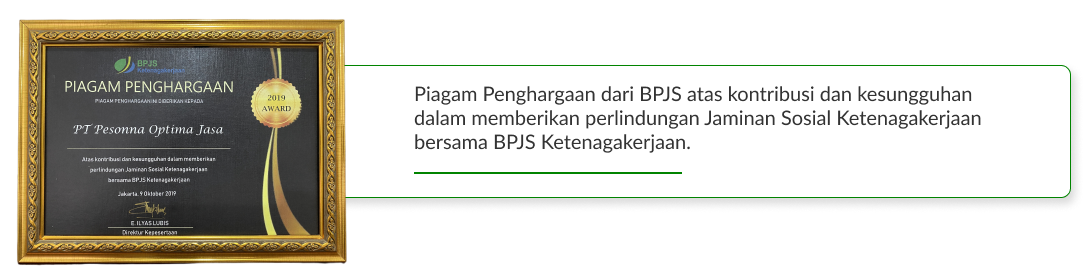 BPJS
Ketenagakerjaan
PIAGAM PENGHARGAAN
PIAGAM PENGHARGAAN INI DIBERIKAN KEPADA
2019
AWARD
PT Pesonna Optima Jasa
Atas kontribusi dan kesungguhan dalam memberikan
perlindungan Jaminan Sosial Ketenagakerjaan
bersama BPJS Ketenagakerjaan
Jakarta, 9 Oktober 2019
E. ILYAS LUBIS
Direktur Kepesertaan
Piagam Penghargaan dari BPJS atas kontribusi dan kesungguhan
dalam memberikan perlindungan Jaminan Sosial Ketenagakerjaan
bersama BPJS Ketenagakerjaan.